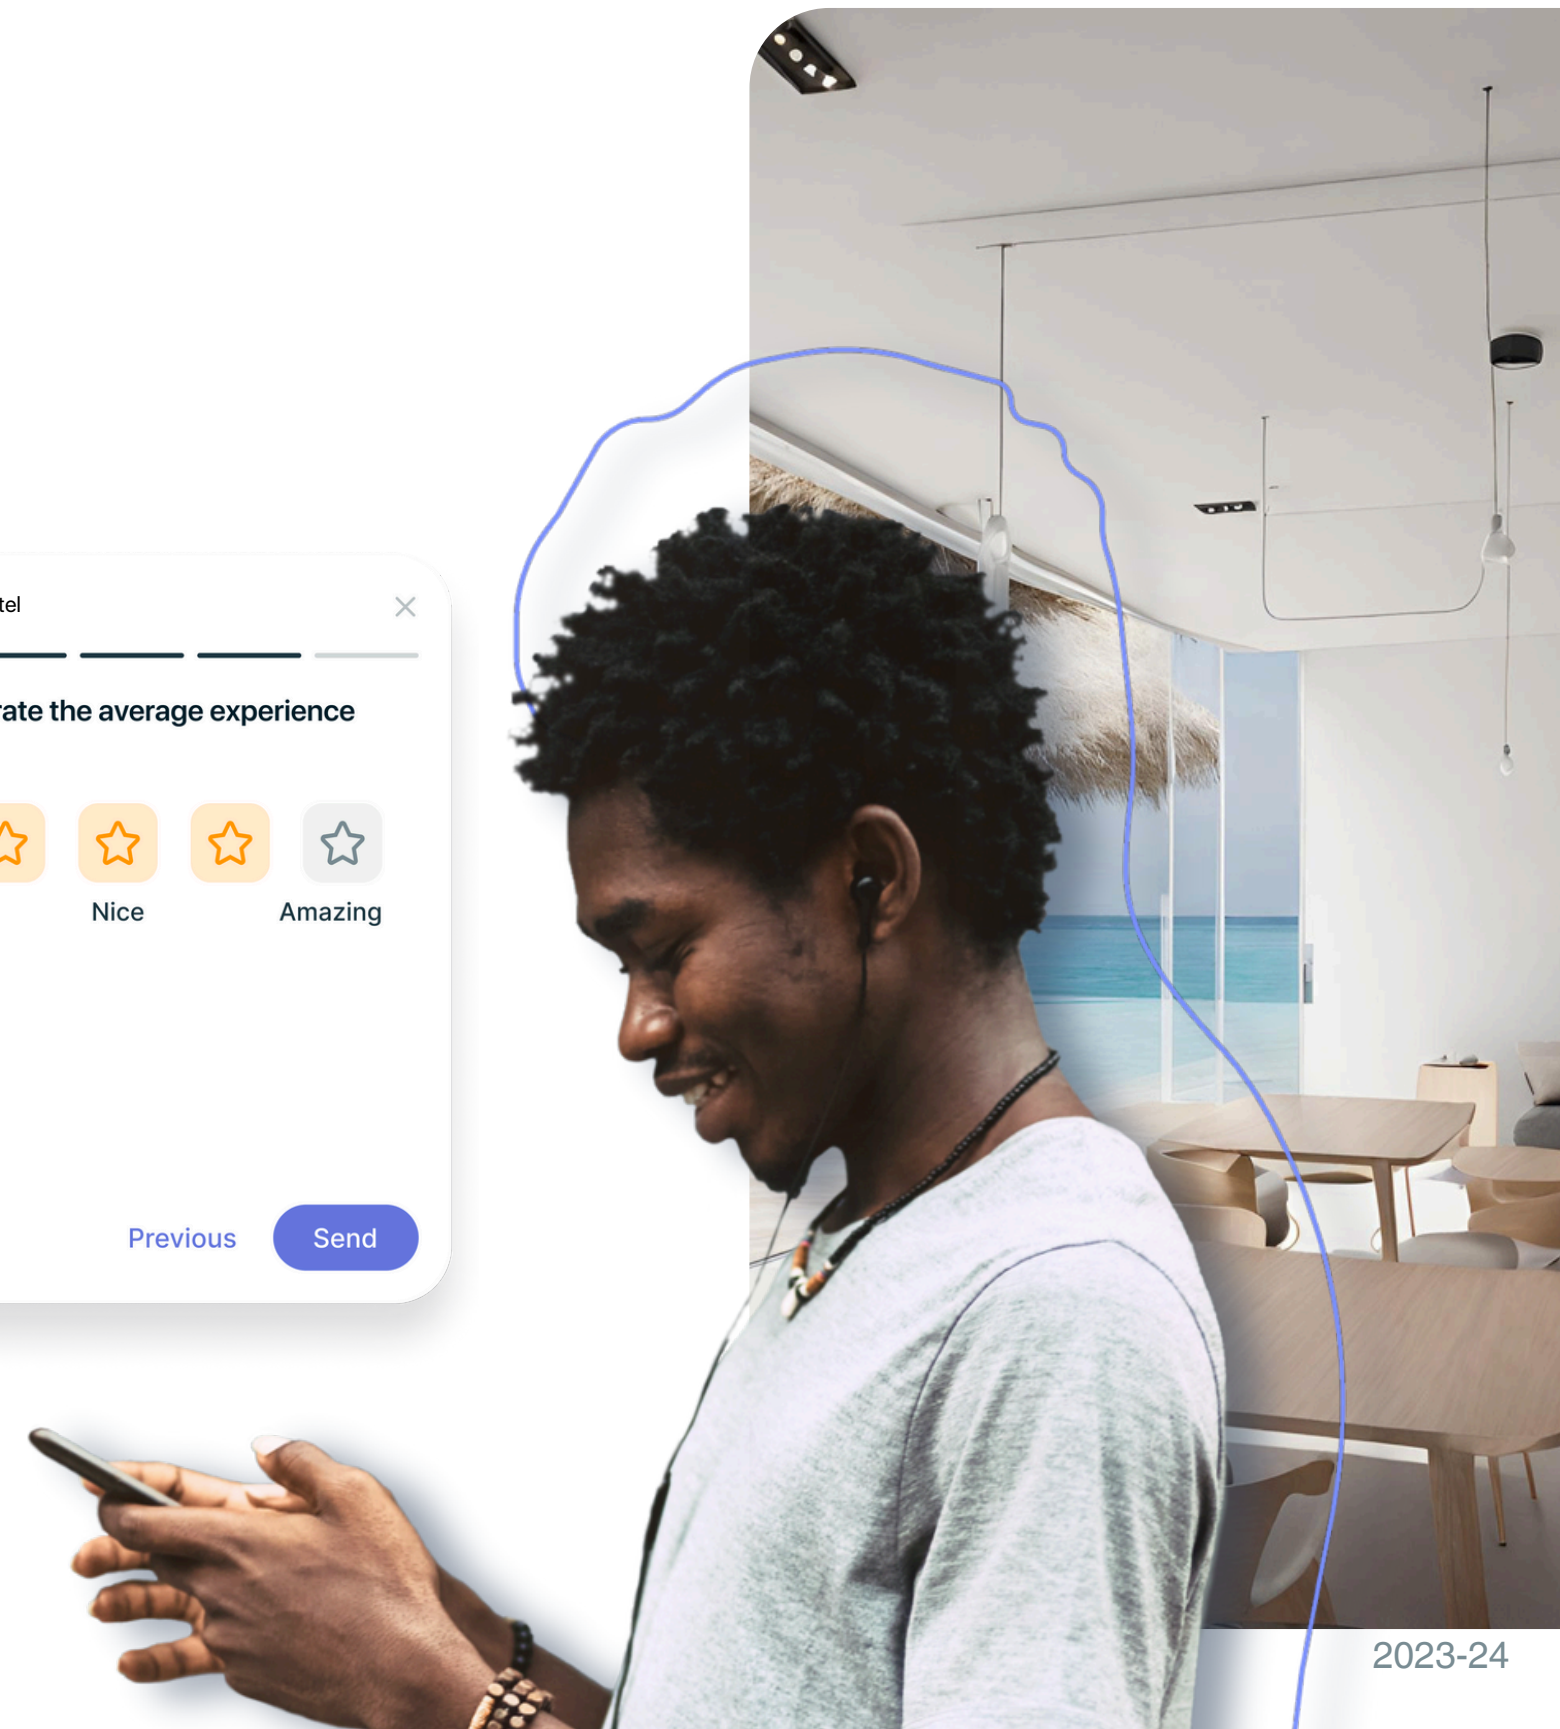 tel
rate the average experience
Nice
Amazing
Previous
Send
2023-24